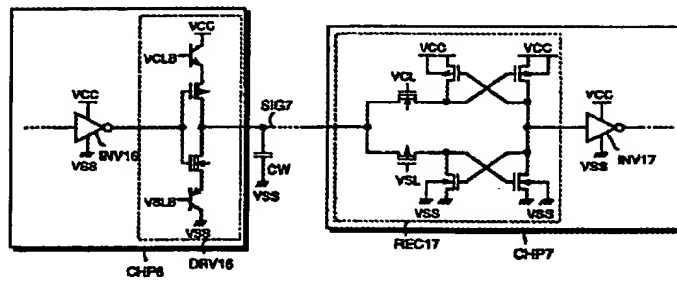 VCC
VCLB
VCC
VCC
VCL
VCC
SIG7
VCC
INV16
VSS
CW
VSS
VSL
INV17
VSS
VSLB
VSS
VSS
VSS
REC17
CHP7
CHP6
DRV16